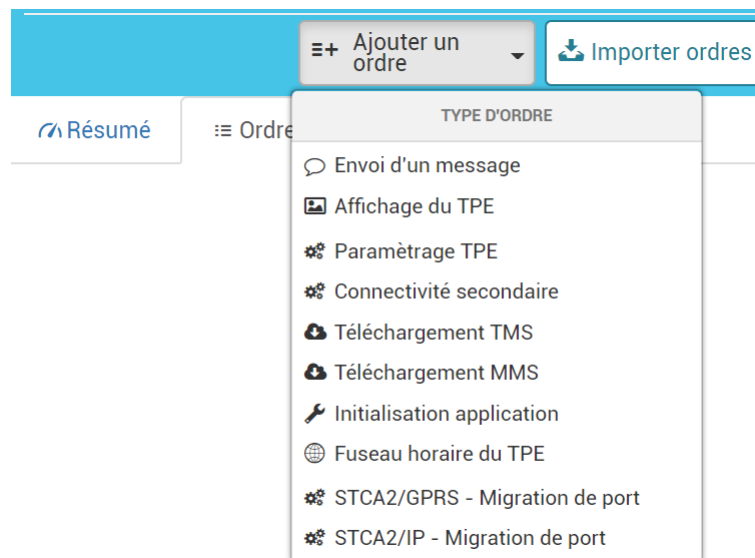 Ajouter un
ordre
Importer ordres
Résumé
Ordre
TYPE D'ORDRE
Envoi d'un message
Affichage du TPE
Paramètrage TPE
Connectivité secondaire
Téléchargement TMS
Téléchargement MMS
Initialisation application
Fuseau horaire du TPE
STCA2/GPRS - Migration de port
STCA2/IP - Migration de port